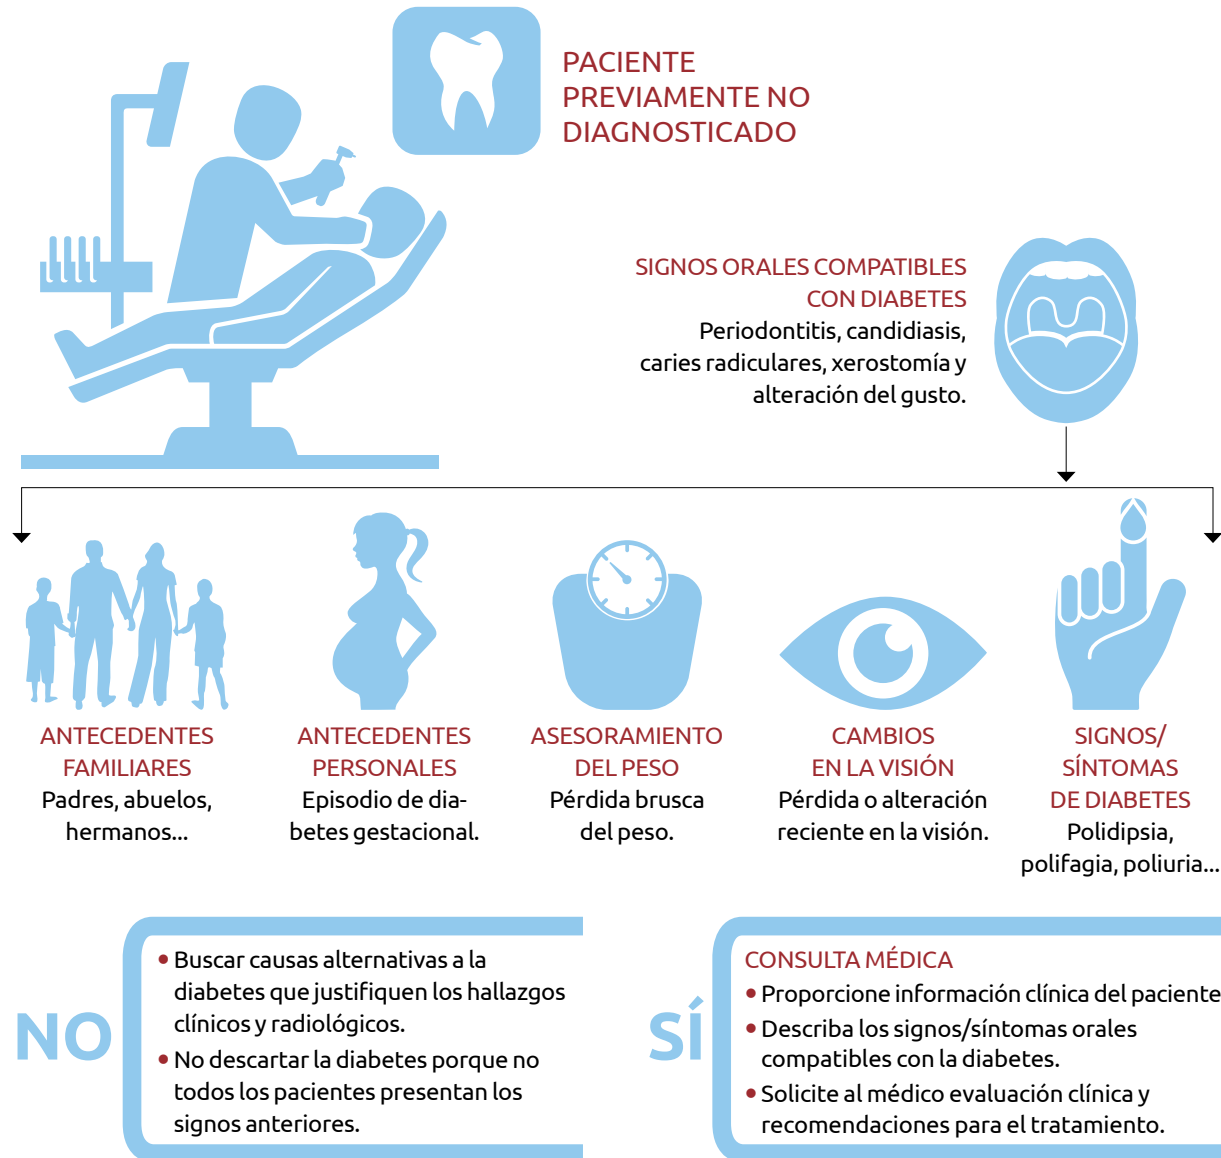 PACIENTE
PREVIAMENTE NO
DIAGNOSTICADO
SIGNOS ORALES COMPATIBLES
CON DIABETES
Periodontitis, candidiasis,
caries radiculares, xerostomía y
alteración del gusto.
ANTECEDENTES
FAMILIARES
Padres, abuelos,
hermanos...
ANTECEDENTES
PERSONALES
Episodio de dia-
betes gestacional.
ASESORAMIENTO
DEL PESO
Pérdida brusca
del peso.
CAMBIOS
EN LA VISIÓN
Pérdida o alteración
reciente en la visión.
SIGNOS/
SÍNTOMAS
DE DIABETES
Polidipsia,
polifagia, poliuria...
NO
• Buscar causas alternativas a la
diabetes que justifiquen los hallazgos
clínicos y radiológicos.
• No descartar la diabetes porque no
todos los pacientes presentan los
signos anteriores.
SÍ
CONSULTA MÉDICA
• Proporcione información clínica del paciente
• Describa los signos/síntomas orales
compatibles con la diabetes.
• Solicite al médico evaluación clínica y
recomendaciones para el tratamiento.